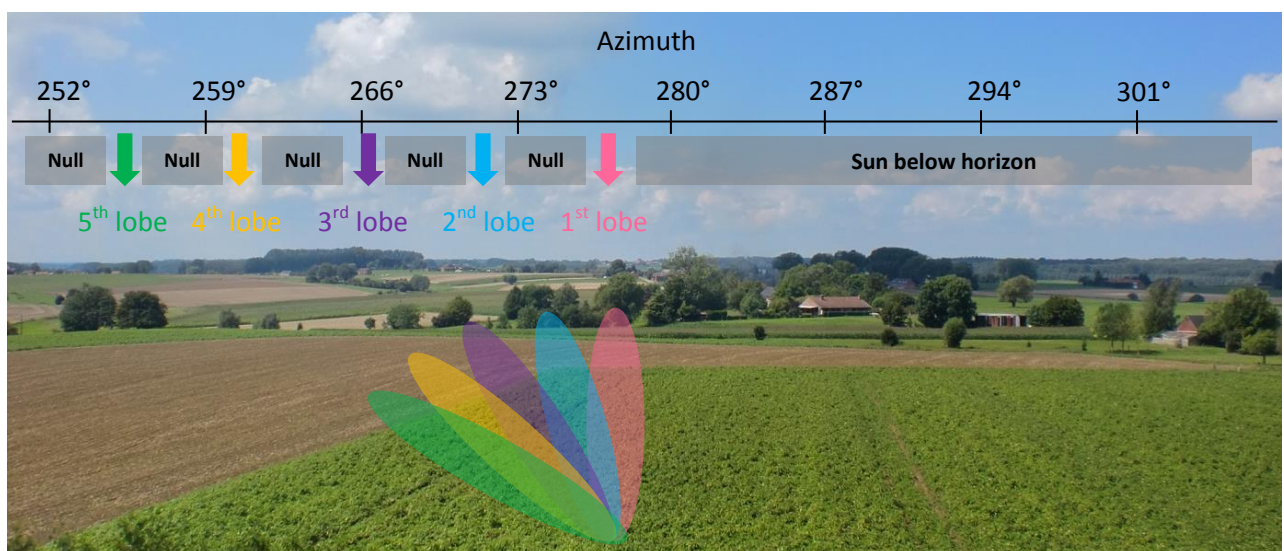 Azimuth
252° 259° 266° 273° 280° 287° 294° 301°
Null Null Null Null Null Sun below horizon
5th lobe 4th lobe 3rd lobe 2nd lobe 1st lobe